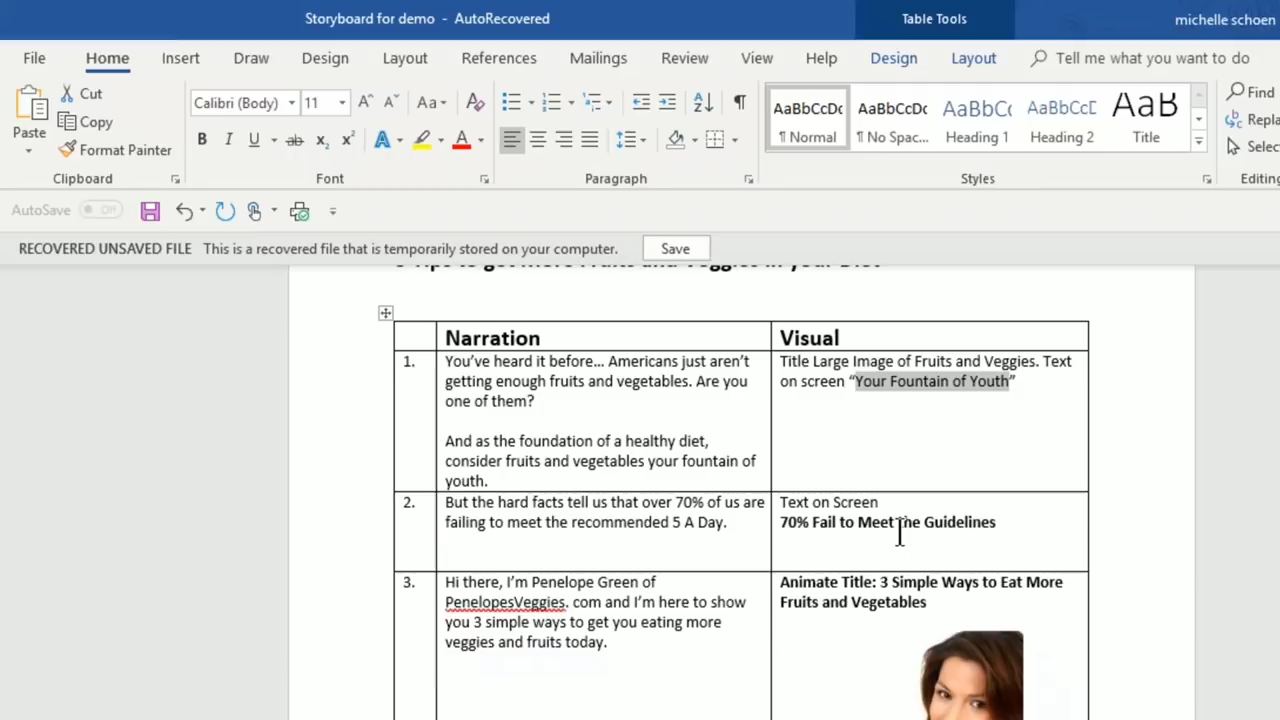 Storyboard for demo - AutoRecovered
Table Tools
michelle schoen
File Home Insert Draw Design References Layout Mailings Review View Help Design Layout Tell me what you want to do
Cut
Copy
Format Painter
Paste
Clipboard
Calibri (Body) 11
Aa
B I U ab x₂ x² A A
Font
Paragraph
AaBbCcDc AaBbCcDc AaBbCc AaBbCcD AaB
¶ Normal ¶ No Spac... Heading 1 Heading 2 Title
Styles
Find
Repla
Selec
Editing
AutoSave Off
RECOVERED UNSAVED FILE This is a recovered file that is temporarily stored on your computer. Save
Narration Visual
1. You've heard it before... Americans just aren't
getting enough fruits and vegetables. Are you
one of them?
And as the foundation of a healthy diet,
consider fruits and vegetables your fountain of
youth.
Title Large Image of Fruits and Veggies. Text
on screen “Your Fountain of Youth”
2. But the hard facts tell us that over 70% of us are
failing to meet the recommended 5 A Day.
Text on Screen
70% Fail to Meet the Guidelines
3. Hi there, I'm Penelope Green of
PenelopesVeggies. com and I'm here to show
you 3 simple ways to get you eating more
veggies and fruits today.
Animate Title: 3 Simple Ways to Eat More
Fruits and Vegetables